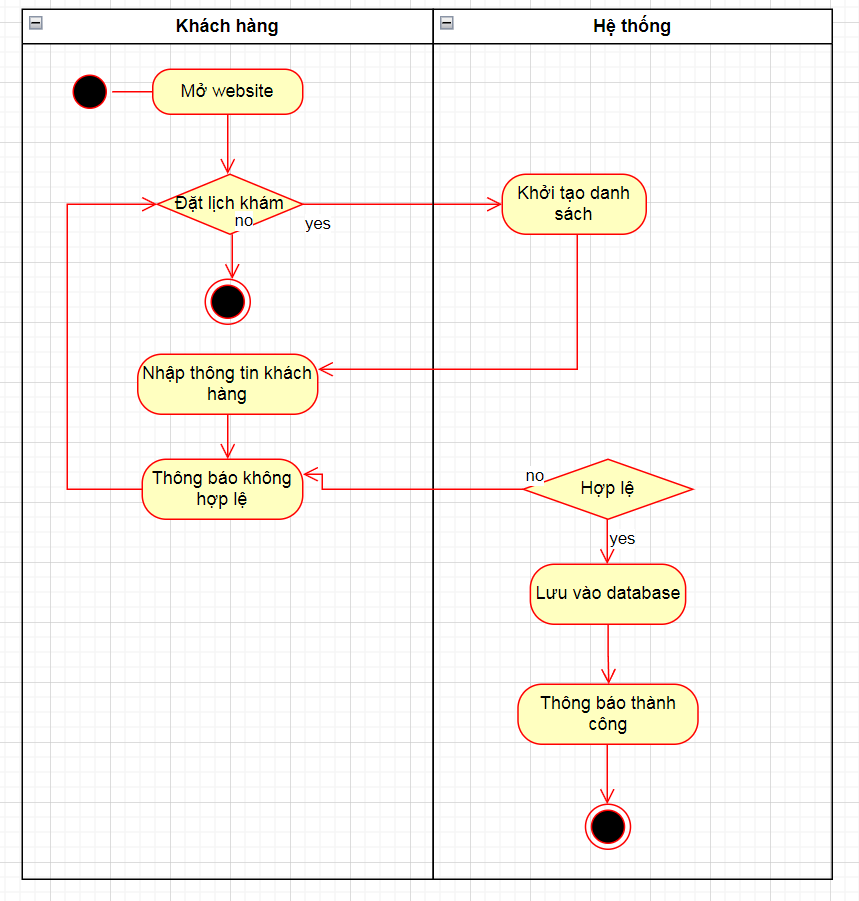 Khách hàng
Hệ thống
Mở website
Đặt lịch khám
no
yes
Khởi tạo danh
sách
Nhập thông tin khách
hàng
Thông báo không
hợp lệ
no
Hợp lệ
yes
Lưu vào database
Thông báo thành
công